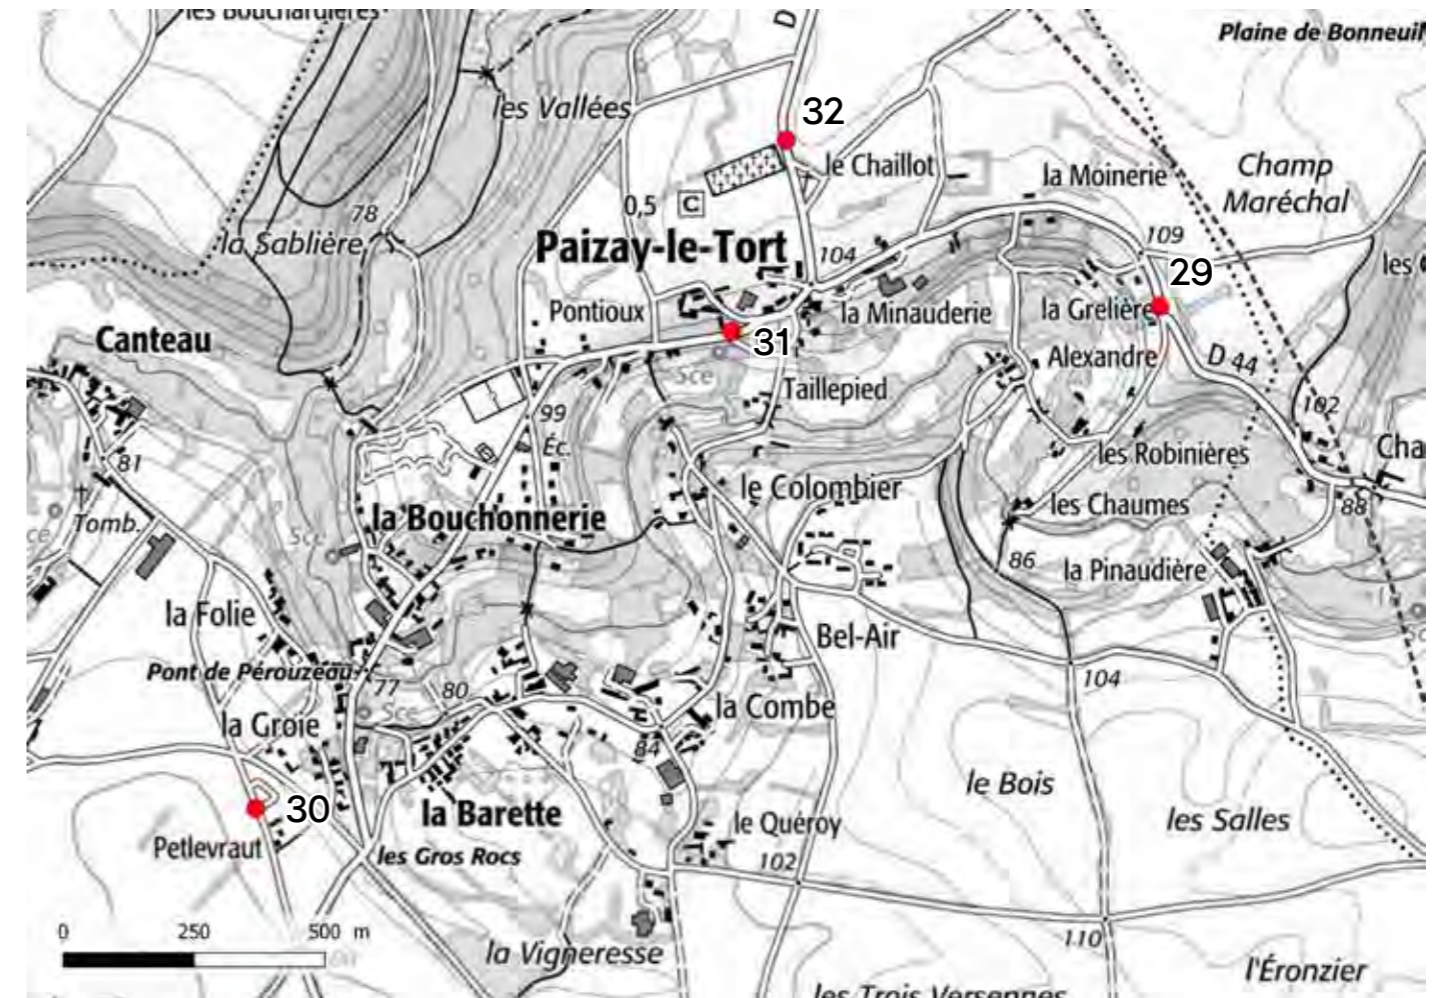 les Bouchardières
D
Plaine de Bonneuil
les Vallées
32
le Chaillot
la Moinerie
Champ
Maréchal
78
0,5
C
la Sablière
Paizay-le-Tort
104
109
29
les
Pontioux
la Minauderie
la Grelière
Canteau
31
Alexandre
D 44
Sce
Taillepied
99
102
81
Éc.
les Robinières
Cha
le Colombier
les Chaumes
88
Tomb.
la Bouchonnerie
Sce
86
la Pinaudière
la Folie
Bel-Air
Pont de Pérouzeau
77
80
104
Sce
la Groie
la Combe
84
le Bois
30
les Salles
la Barette
le Quéroy
Petlevraut
les Gros Rocs
102
0
250
500 m
110
la Vigneresse
l'Éronzier
les Trois Versennes